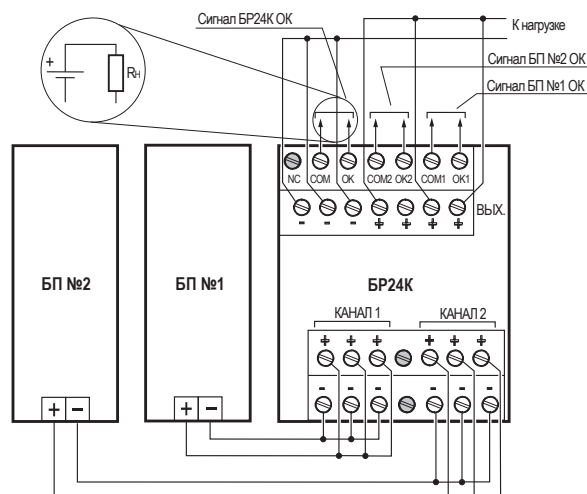 Сигнал БР24К ОК
К нагрузке
Сигнал БП №2 ОК
Сигнал БП №1 ОК
+
RН
NC COM OK COM2 OK2 COM1 OK1
- - - + + + +
ВЫХ.
БП №2
БП №1
БР24К
КАНАЛ 1
КАНАЛ 2
+ + + + + +
- - - - - -
+ -
+ -